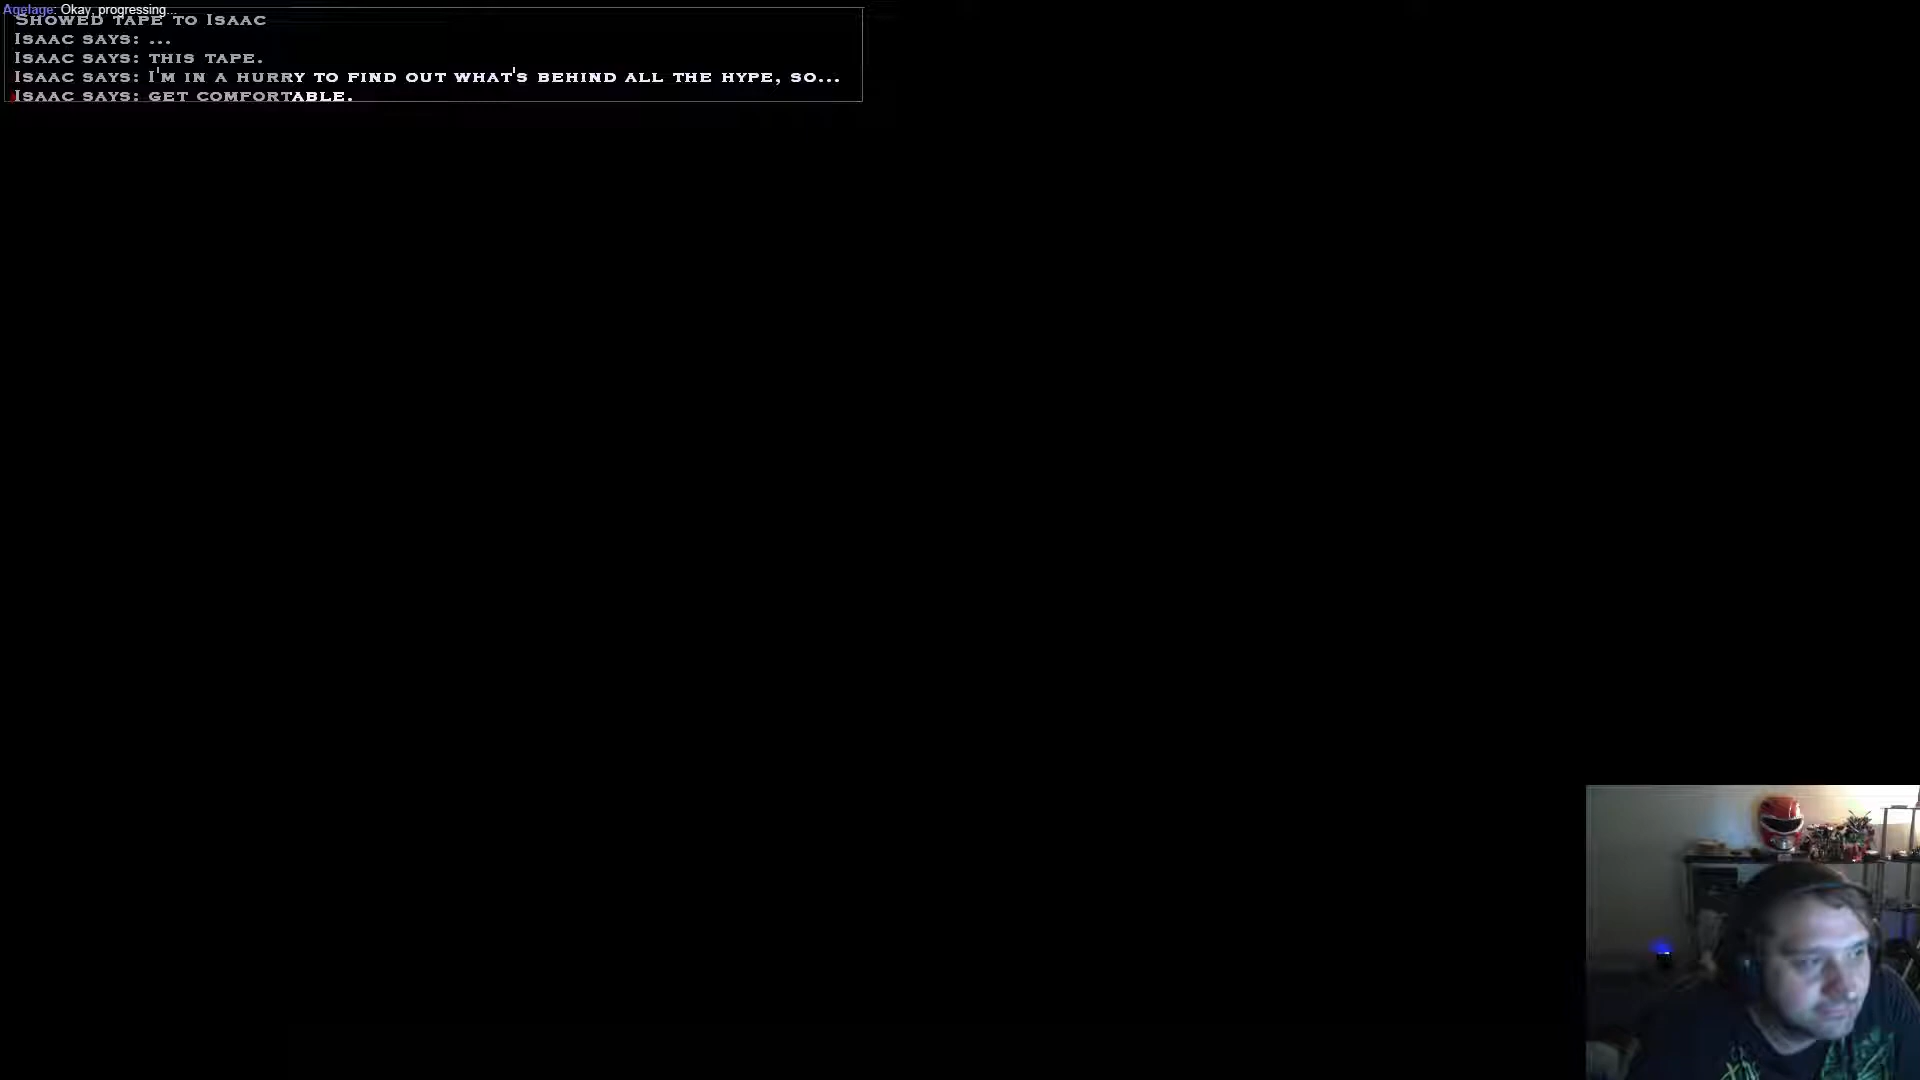 Agelage: Okay, progressing...
Showed tape to Isaac
Isaac says: ...
Isaac says: this tape.
Isaac says: I'm in a hurry to find out what's behind all the hype, so...
Isaac says: get comfortable.